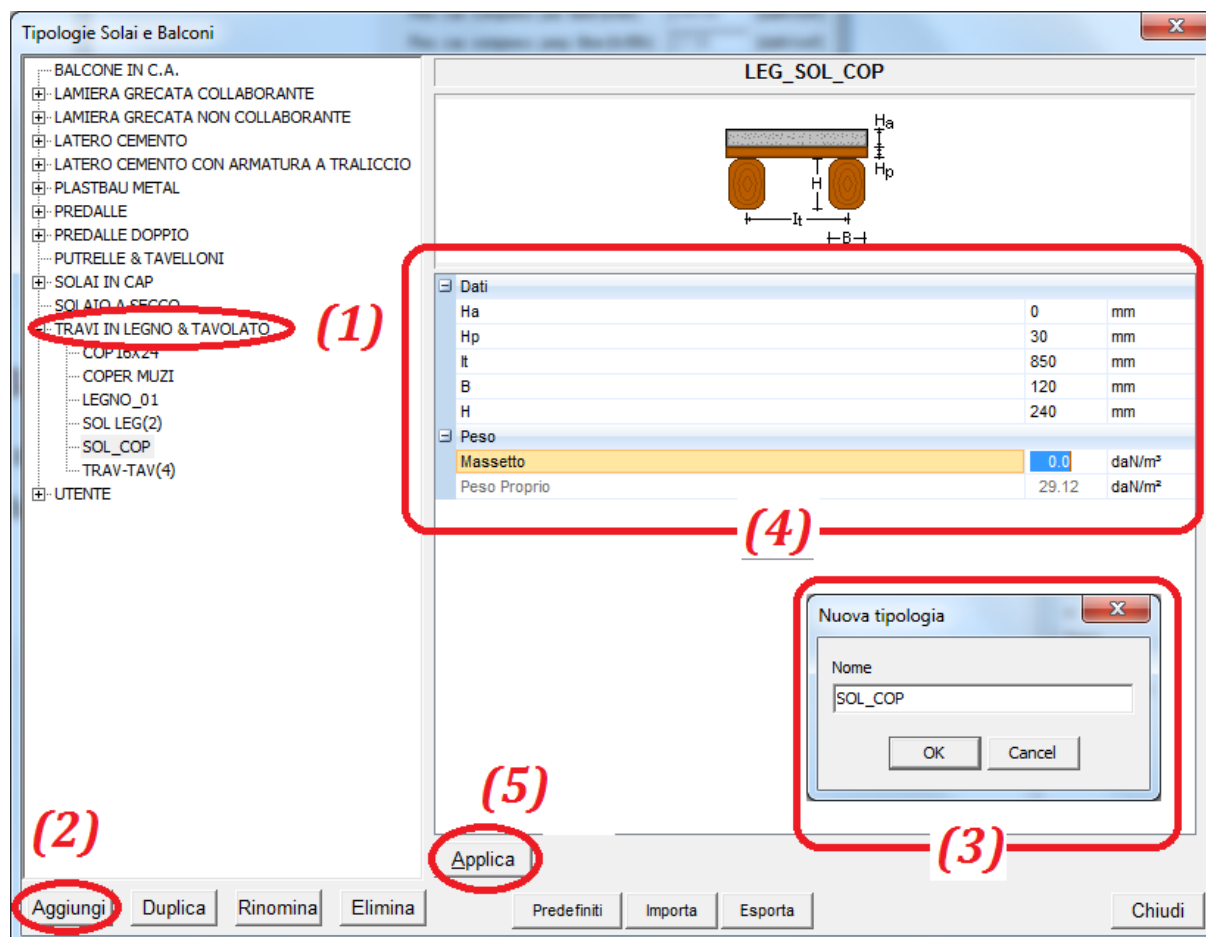 Tipologie Solai e Balconi
BALCONE IN C.A.
LAMIERA GRECATA COLLABORANTE
LAMIERA GRECATA NON COLLABORANTE
LATERO CEMENTO
LATERO CEMENTO CON ARMATURA A TRALICCIO
PLASTBAU METAL
PREDALLE
PREDALLE DOPPIO
PUTRELLE & TAVELLONI
SOLAI IN CAP
SOLAIO A SECCO
TRAVI IN LEGNO & TAVOLATO
(1)
COP16X24
COPER MUZI
LEGNO_01
SOL LEG(2)
SOL_COP
TRAV-TAV(4)
UTENTE
LEG_SOL_COP
Ha
Hp
H
It
B
Dati
Ha 0 mm
Hp 30 mm
It 850 mm
B 120 mm
H 240 mm
Peso
Massetto 0.0 daN/m²
Peso Proprio 29.12 daN/m²
(4)
Nuova tipologia
Nome
SOL_COP
OK Cancel
(3)
(5)
Applica
(2)
Aggiungi Duplica Rinomina Elimina
Predefiniti Importa Esporta Chiudi